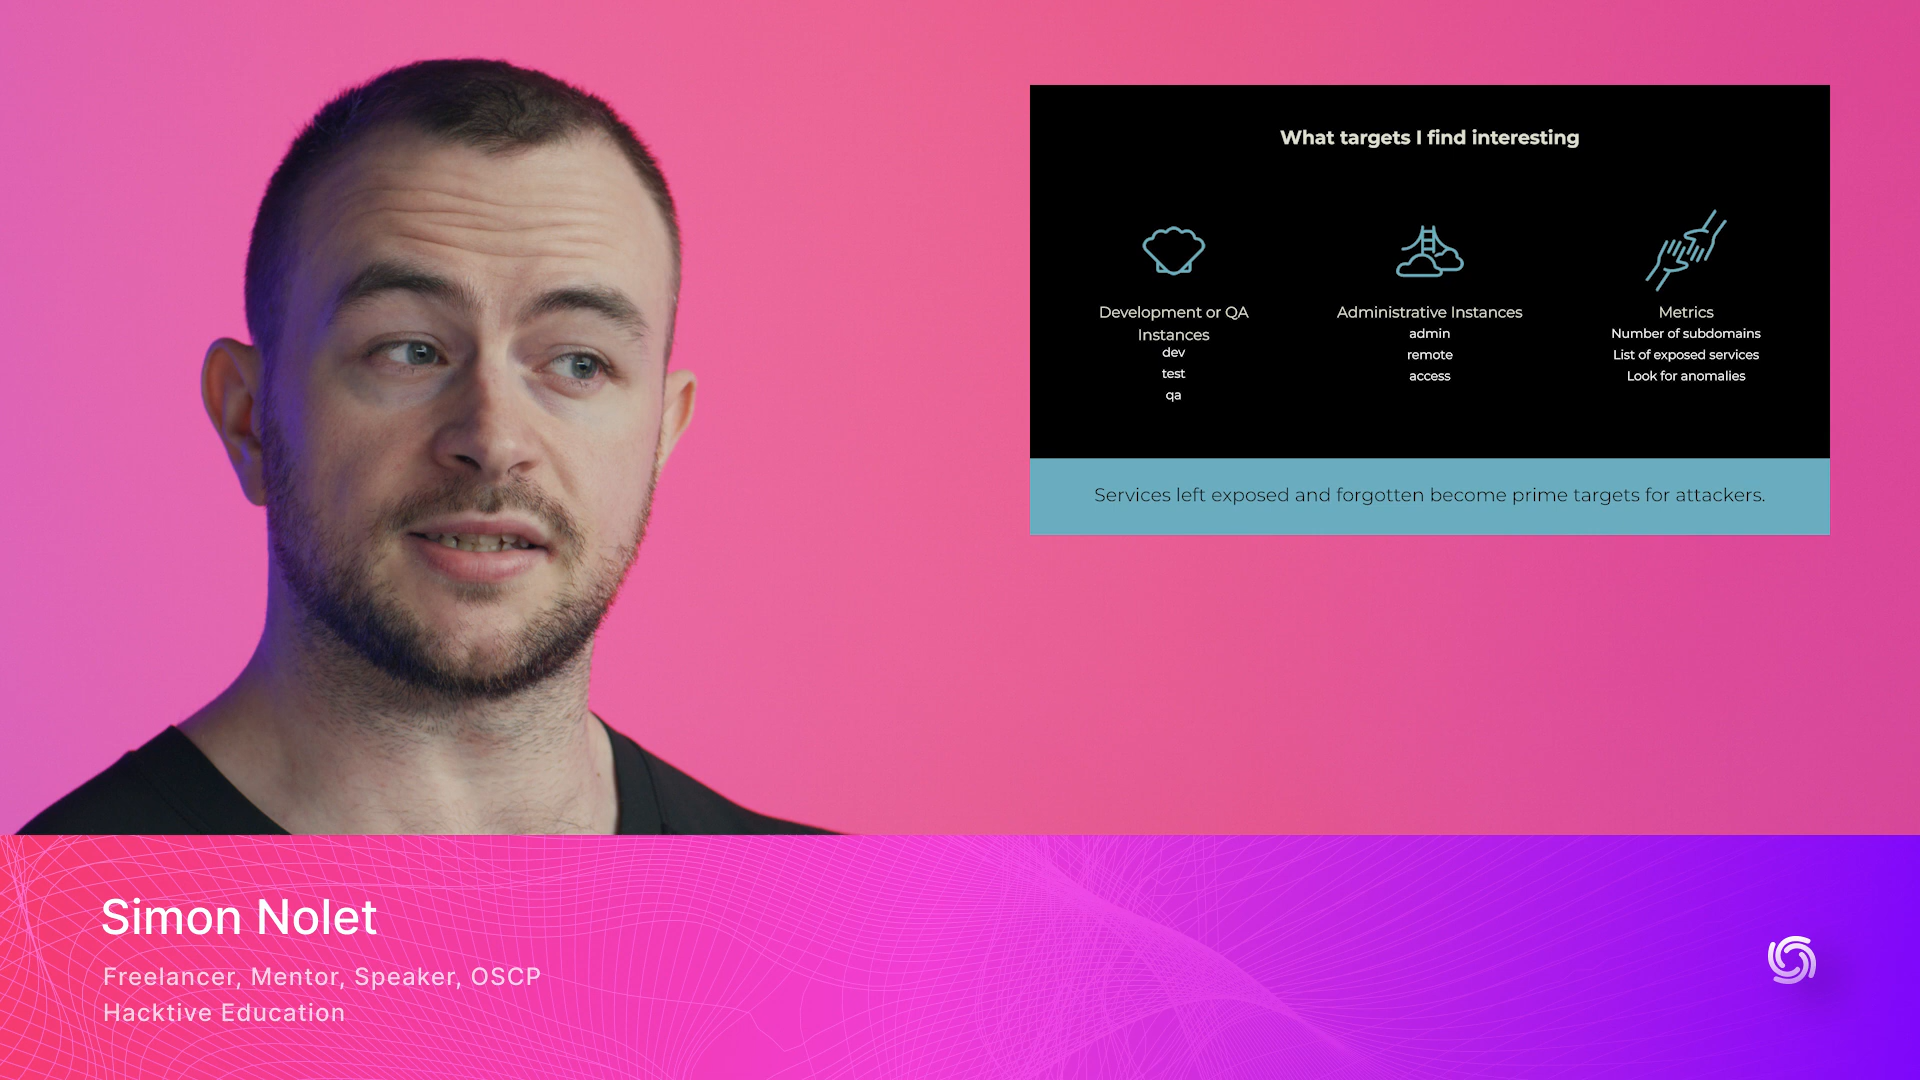 What targets I find interesting
Development or QA
Instances
dev
test
qa
Administrative Instances
admin
remote
access
Metrics
Number of subdomains
List of exposed services
Look for anomalies
Services left exposed and forgotten become prime targets for attackers.
Simon Nolet
Freelancer, Mentor, Speaker, OSCP
Hacktive Education